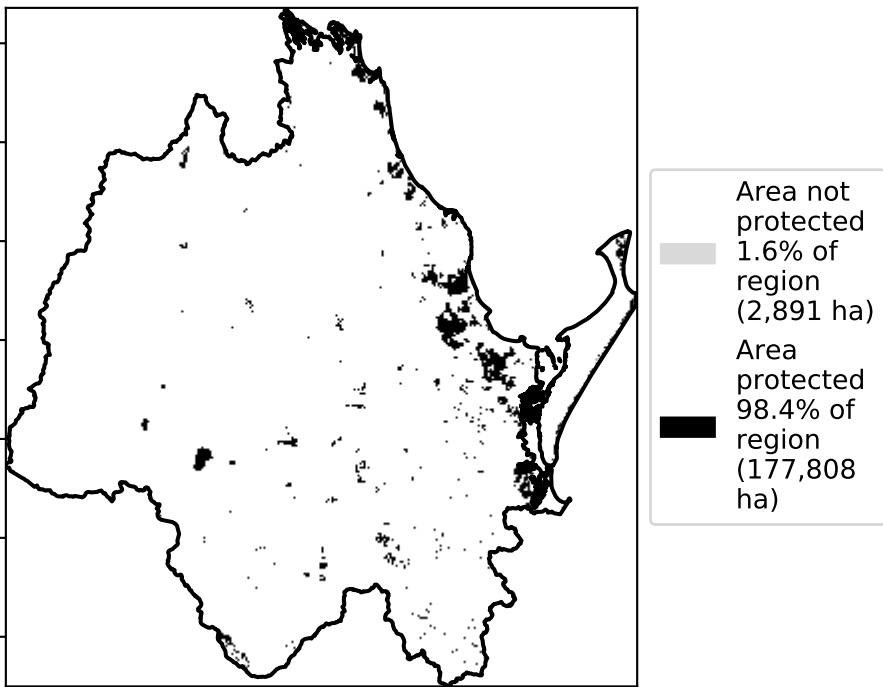 Area not
protected
1.6% of
region
(2,891 ha)
Area
protected
98.4% of
region
(177,808
ha)